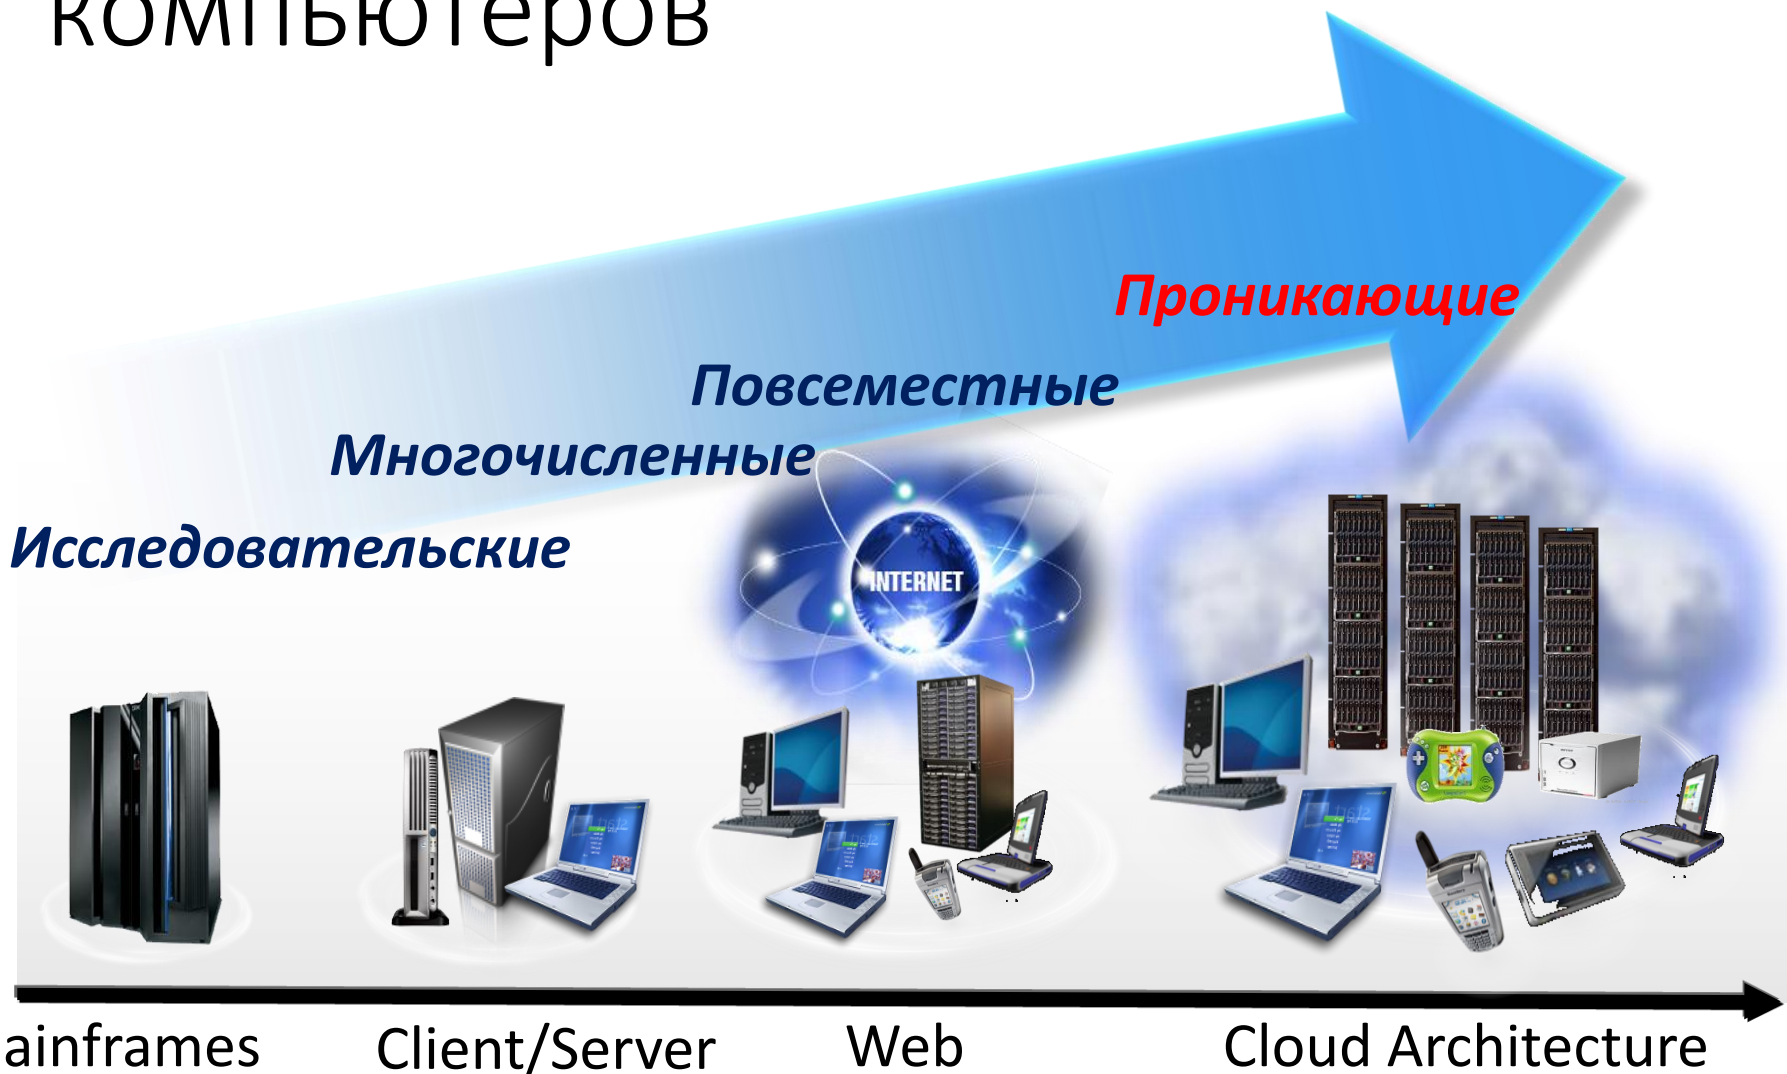 компьютеров
Проникающие
Повсеместные
Многочисленные
Исследовательские
INTERNET
ainframes
Client/Server
Web
Cloud Architecture